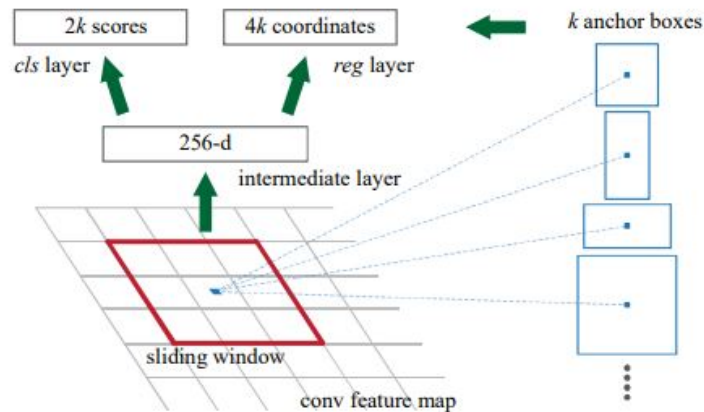 2k scores
4k coordinates
k anchor boxes
cls layer
reg layer
256-d
intermediate layer
sliding window
conv feature map